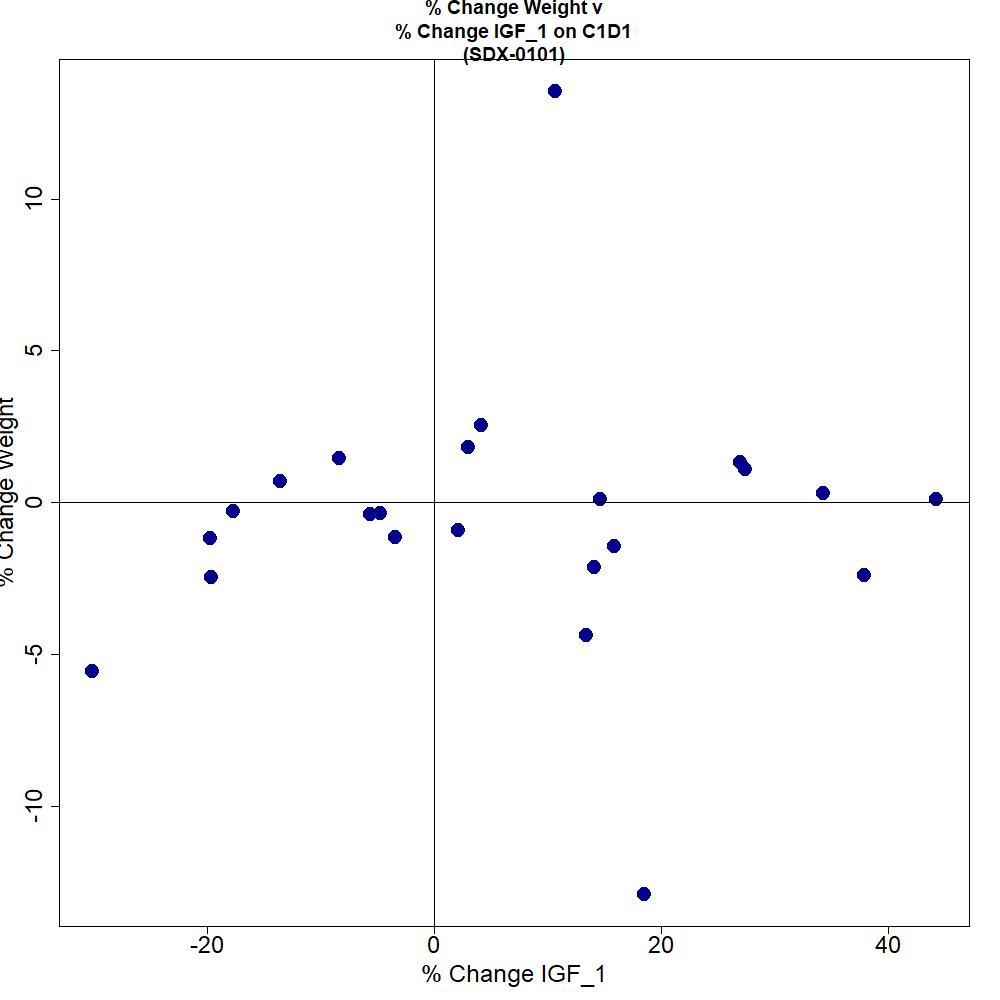 % Change Weight v
% Change IGF_1 on C1D1
(SDX-0101)
10
5
0
-5
-10
% Change Weight
-20
0
20
40
% Change IGF_1